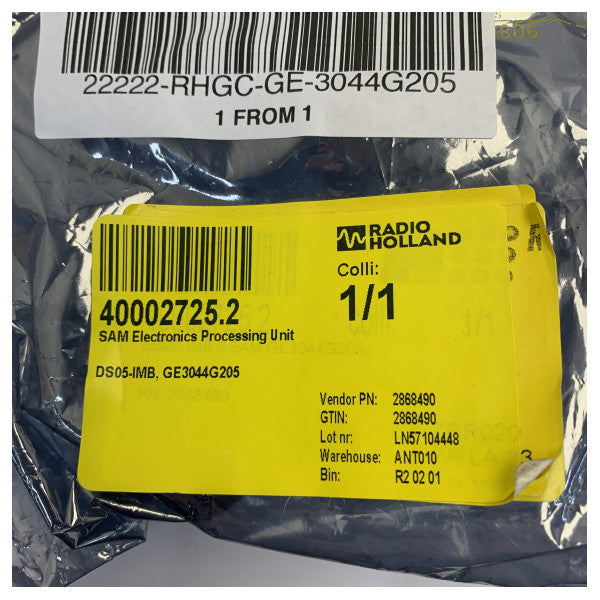 22222-RHGC-GE-3044G205
1 FROM 1
RADIO
HOLLAND
Colli:
1/1
40002725.2
SAM Electronics Processing Unit
DS05-IMB, GE3044G205
Vendor PN: 2868490
GTIN: 2868490
Lot nr: LN57104448
Warehouse: ANT010
Bin: R2 02 01